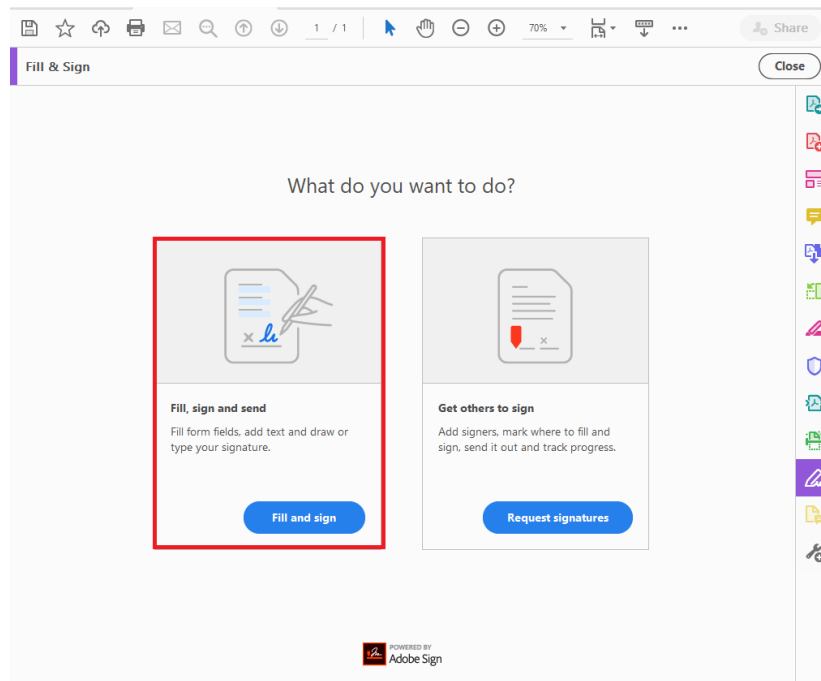 1 / 1
70%
Share
Fill & Sign
Close
What do you want to do?
Fill, sign and send
Fill form fields, add text and draw or
type your signature.
Fill and sign
Get others to sign
Add signers, mark where to fill and
sign, send it out and track progress.
Request signatures
POWERED BY
Adobe Sign